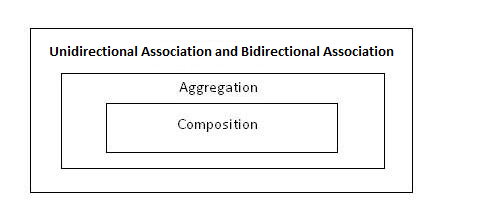 Unidirectional Association and Bidirectional Association
Aggregation
Composition